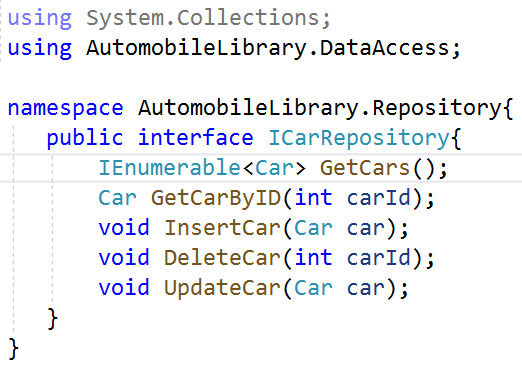 using System.Collections;
using AutomobileLibrary.DataAccess;
namespace AutomobileLibrary.Repository{
public interface ICarRepository{
IEnumerable<Car> GetCars();
Car GetCarByID(int carId);
void InsertCar(Car car);
void DeleteCar(int carId);
void UpdateCar(Car car);
}
}